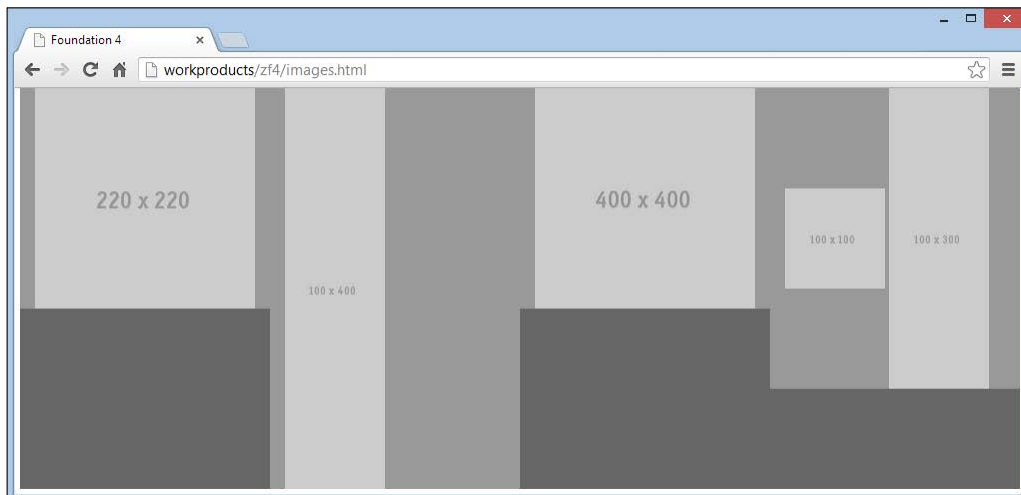 Foundation 4
workproducts/zf4/images.html
220 x 220
400 x 400
100 x 100
100 x 300
100 x 400